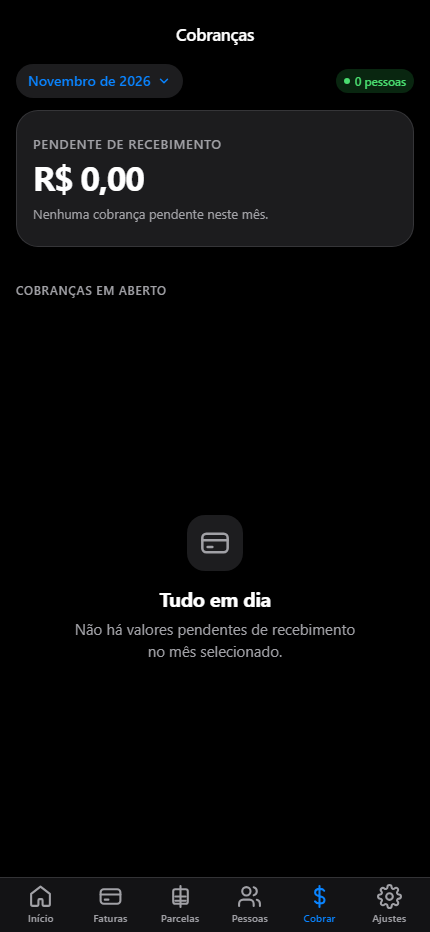 Cobranças
Novembro de 2026
0 pessoas
PENDENTE DE RECEBIMENTO
R$ 0,00
Nenhuma cobrança pendente neste mês.
COBRANÇAS EM ABERTO
Tudo em dia
Não há valores pendentes de recebimento
no mês selecionado.
Início
Faturas
Parcelas
Pessoas
Cobrar
Ajustes